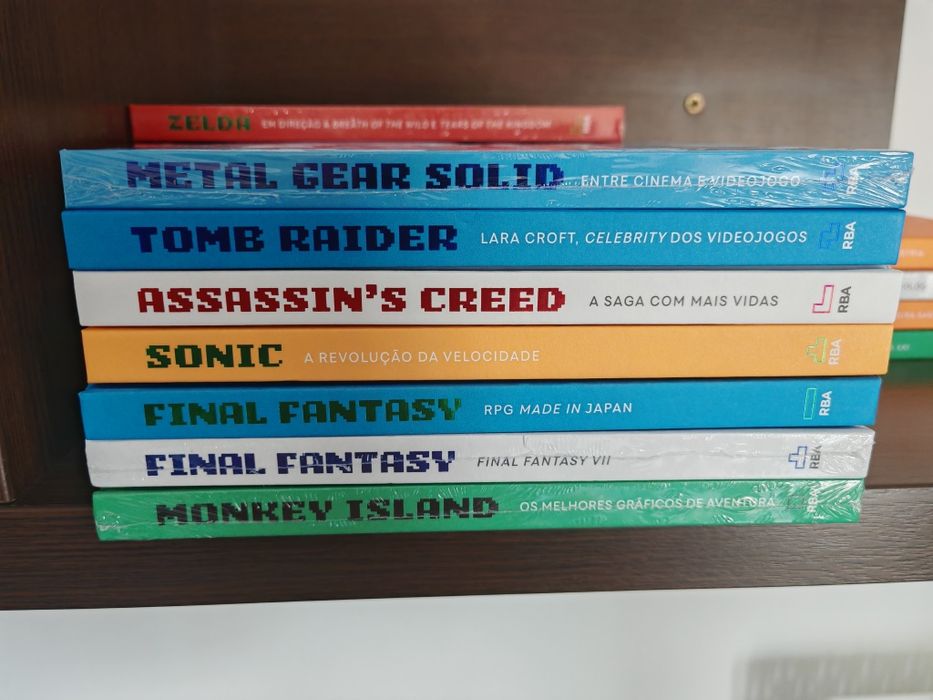 ZELDA EM DIREÇÃO A BREATH OF THE WILD E TEARS OF THE KINGDOM
METAL GEAR SOLID ENTRE CINEMA E VIDEOJOGO RBA
TOMB RAIDER LARA CROFT, CELEBRITY DOS VIDEOJOGOS RBA
ASSASSIN'S CREED A SAGA COM MAIS VIDAS RBA
SONIC A REVOLUÇÃO DA VELOCIDADE RBA
FINAL FANTASY RPG MADE IN JAPAN RBA
FINAL FANTASY FINAL FANTASY VII RBA
MONKEY ISLAND OS MELHORES GRÁFICOS DE AVENTURA RBA